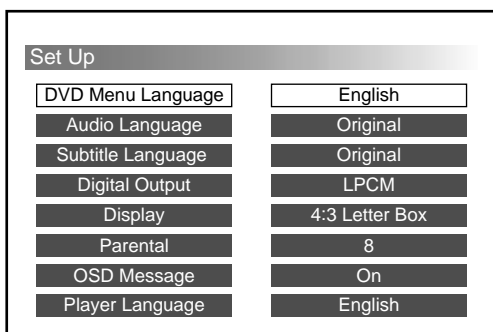 Set Up
DVD Menu Language English
Audio Language Original
Subtitle Language Original
Digital Output LPCM
Display 4:3 Letter Box
Parental 8
OSD Message On
Player Language English